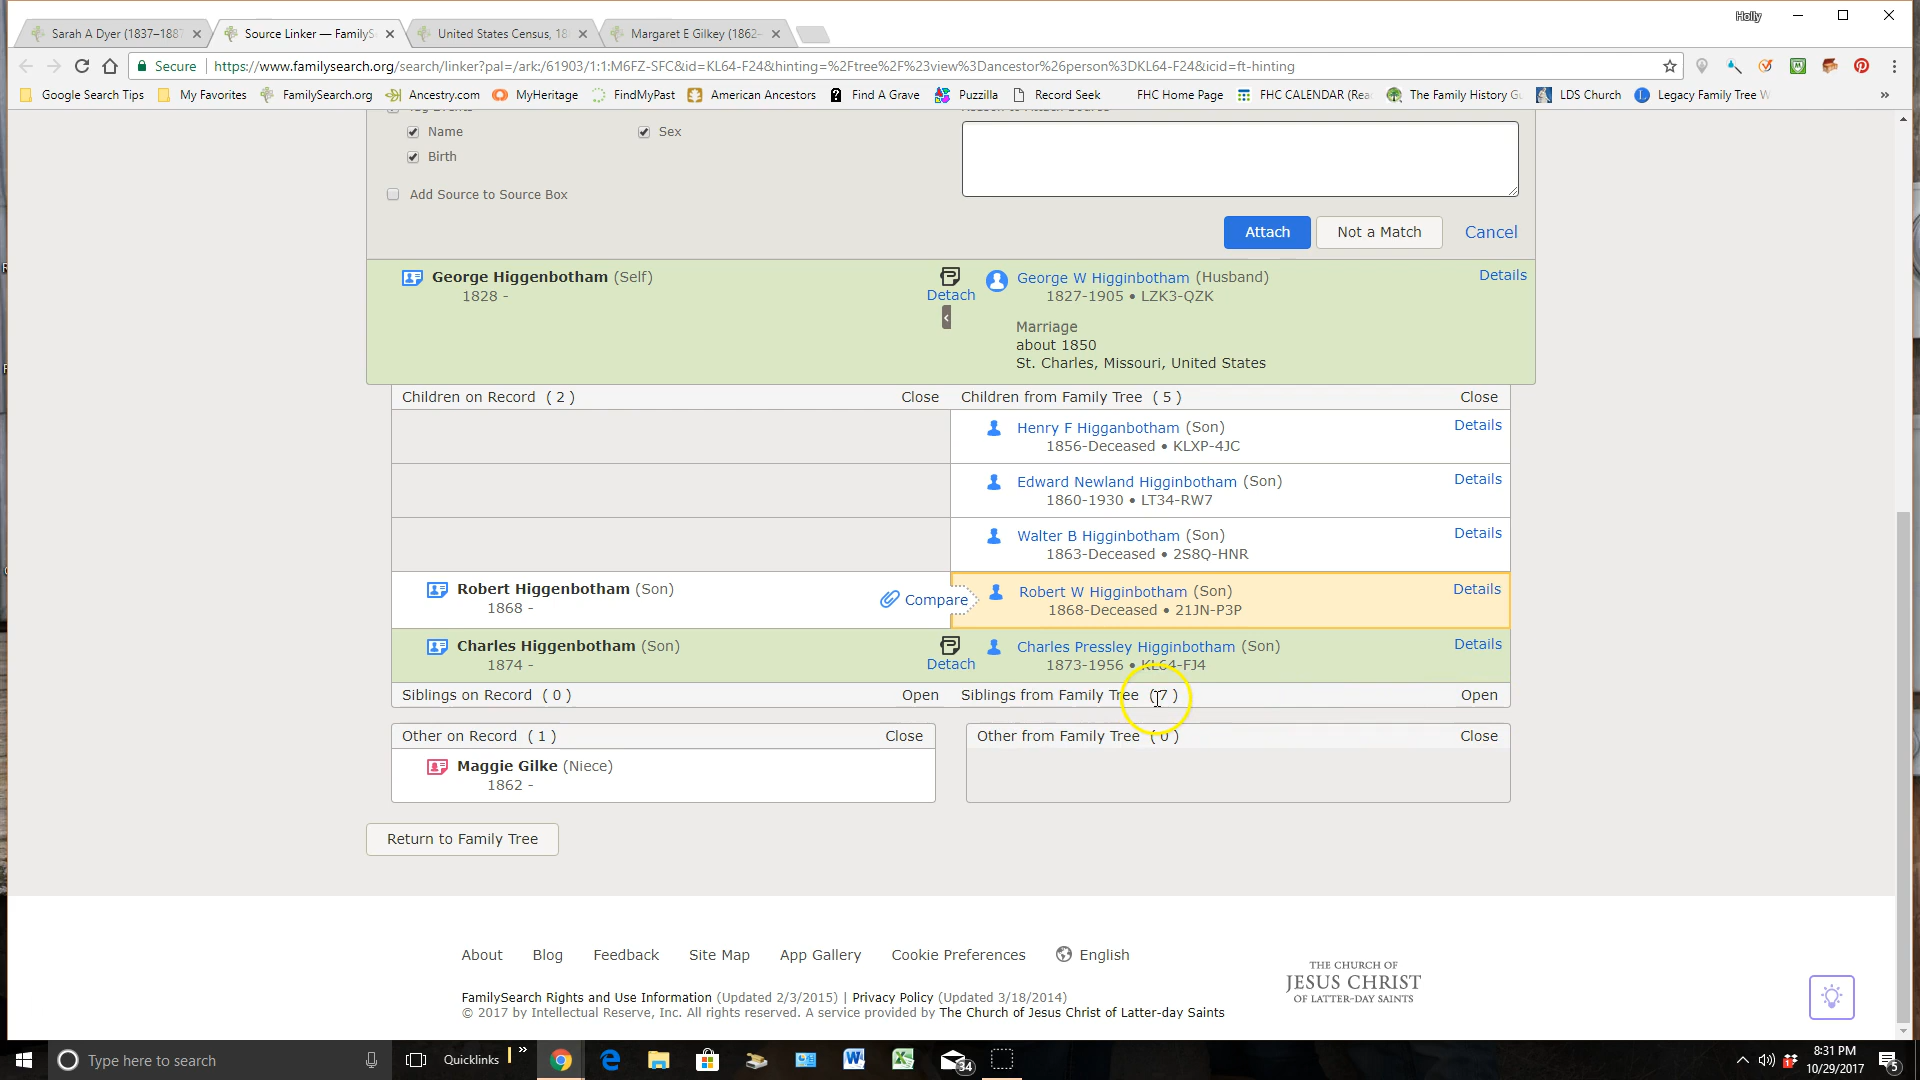 Holly
Sarah A Dyer (1837–188
Source Linker — FamilyS
United States Census, 18
Margaret E Gilkey (1862–
Secure
https://www.familysearch.org/search/linker?pal=/ark:/61903/1:1:M6FZ-SFC&id=KL64-F24&hinting=%2Ftree%2F%23view%3Dancestor%26person%3DKL64-F24&icid=ft-hinting
Google Search Tips
My Favorites
FamilySearch.org
Ancestry.com
MyHeritage
FindMyPast
American Ancestors
Find A Grave
Puzzilla
Record Seek
FHC Home Page
FHC CALENDAR (Rea
The Family History Gu
LDS Church
Legacy Family Tree W
»
Name
Sex
Birth
Add Source to Source Box
Attach
Not a Match
Cancel
George Higgenbotham (Self)
1828 -
Detach
George W Higginbotham (Husband)
1827-1905 • LZK3-QZK
Details
Marriage
about 1850
St. Charles, Missouri, United States
Children on Record ( 2 )
Close
Children from Family Tree ( 5 )
Close
Henry F Higganbotham (Son)
1856-Deceased • KLXP-4JC
Details
Edward Newland Higginbotham (Son)
1860-1930 • LT34-RW7
Details
Walter B Higginbotham (Son)
1863-Deceased • 2S8Q-HNR
Details
Robert Higgenbotham (Son)
1868 -
Compare
Robert W Higginbotham (Son)
1868-Deceased • 21JN-P3P
Details
Charles Higgenbotham (Son)
1874 -
Detach
Charles Pressley Higginbotham (Son)
1873-1956 • KL64-FJ4
Details
Siblings on Record ( 0 )
Open
Siblings from Family Tree ( 7 )
Open
Other on Record ( 1 )
Close
Other from Family Tree ( 0 )
Close
Maggie Gilke (Niece)
1862 -
Return to Family Tree
About
Blog
Feedback
Site Map
App Gallery
Cookie Preferences
English
THE CHURCH OF
JESUS CHRIST
OF LATTER-DAY SAINTS
FamilySearch Rights and Use Information (Updated 2/3/2015) | Privacy Policy (Updated 3/18/2014)
© 2017 by Intellectual Reserve, Inc. All rights reserved. A service provided by The Church of Jesus Christ of Latter-day Saints
Type here to search
Quicklinks
»
34
8:31 PM
10/29/2017
5